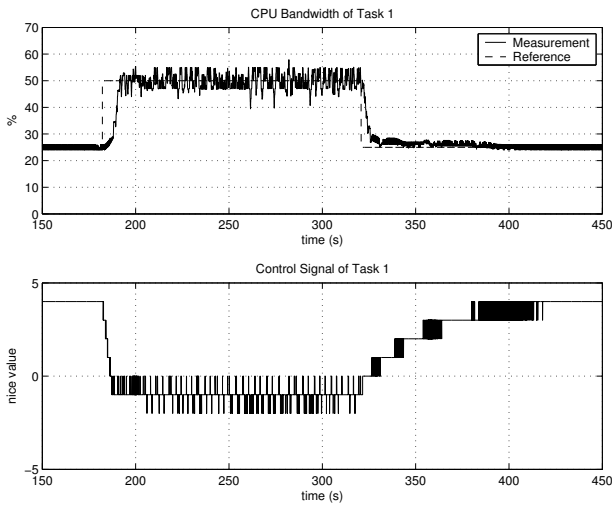 CPU Bandwidth of Task 1
70
60
50
40
30
20
10
0
%
Measurement
Reference
150 200 250 300 350 400 450
time (s)
Control Signal of Task 1
5
0
−5
nice value
150 200 250 300 350 400 450
time (s)